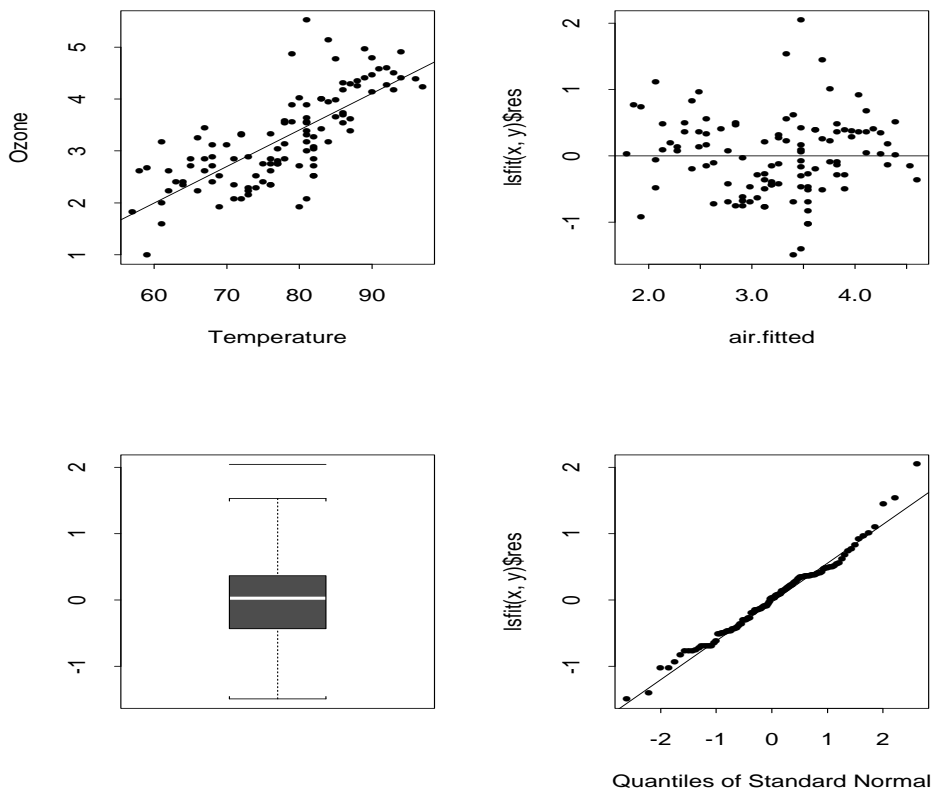 Ozone
5
4
3
2
1
60 70 80 90
Temperature
lsfit(x, y)$res
2
1
0
-1
2.0 3.0 4.0
air.fitted
2
1
0
-1
lsfit(x, y)$res
2
1
0
-1
-2 -1 0 1 2
Quantiles of Standard Normal